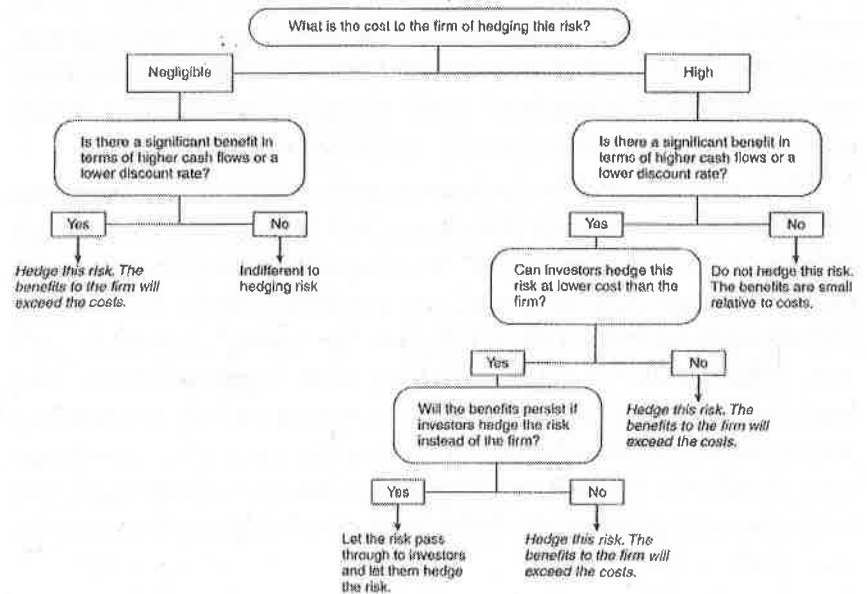 What is the cost to the firm of hedging this risk?
Negligible
High
Is there a significant benefit in
terms of higher cash flows or a
lower discount rate?
Is there a significant benefit in
terms of higher cash flows or a
lower discount rate?
Yes
No
Yes
No
Hedge this risk. The
benefits to the firm will
exceed the costs.
Indifferent to
hedging risk
Can investors hedge this
risk at lower cost than the
firm?
Do not hedge this risk.
The benefits are small
relative to costs.
Yes
No
Will the benefits persist if
investors hedge the risk
instead of the firm?
Hedge this risk. The
benefits to the firm will
exceed the costs.
Yes
No
Let the risk pass
through to investors
and let them hedge
the risk.
Hedge this risk. The
benefits to the firm will
exceed the costs.